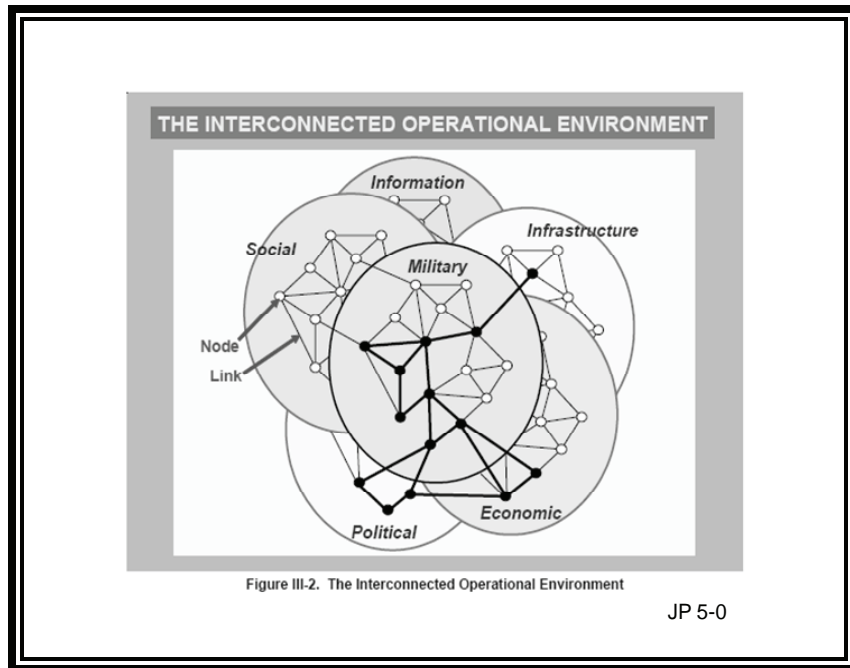 THE INTERCONNECTED OPERATIONAL ENVIRONMENT
Information
Infrastructure
Social
Military
Node
Link
Economic
Political
Figure III-2. The Interconnected Operational Environment
JP 5-0